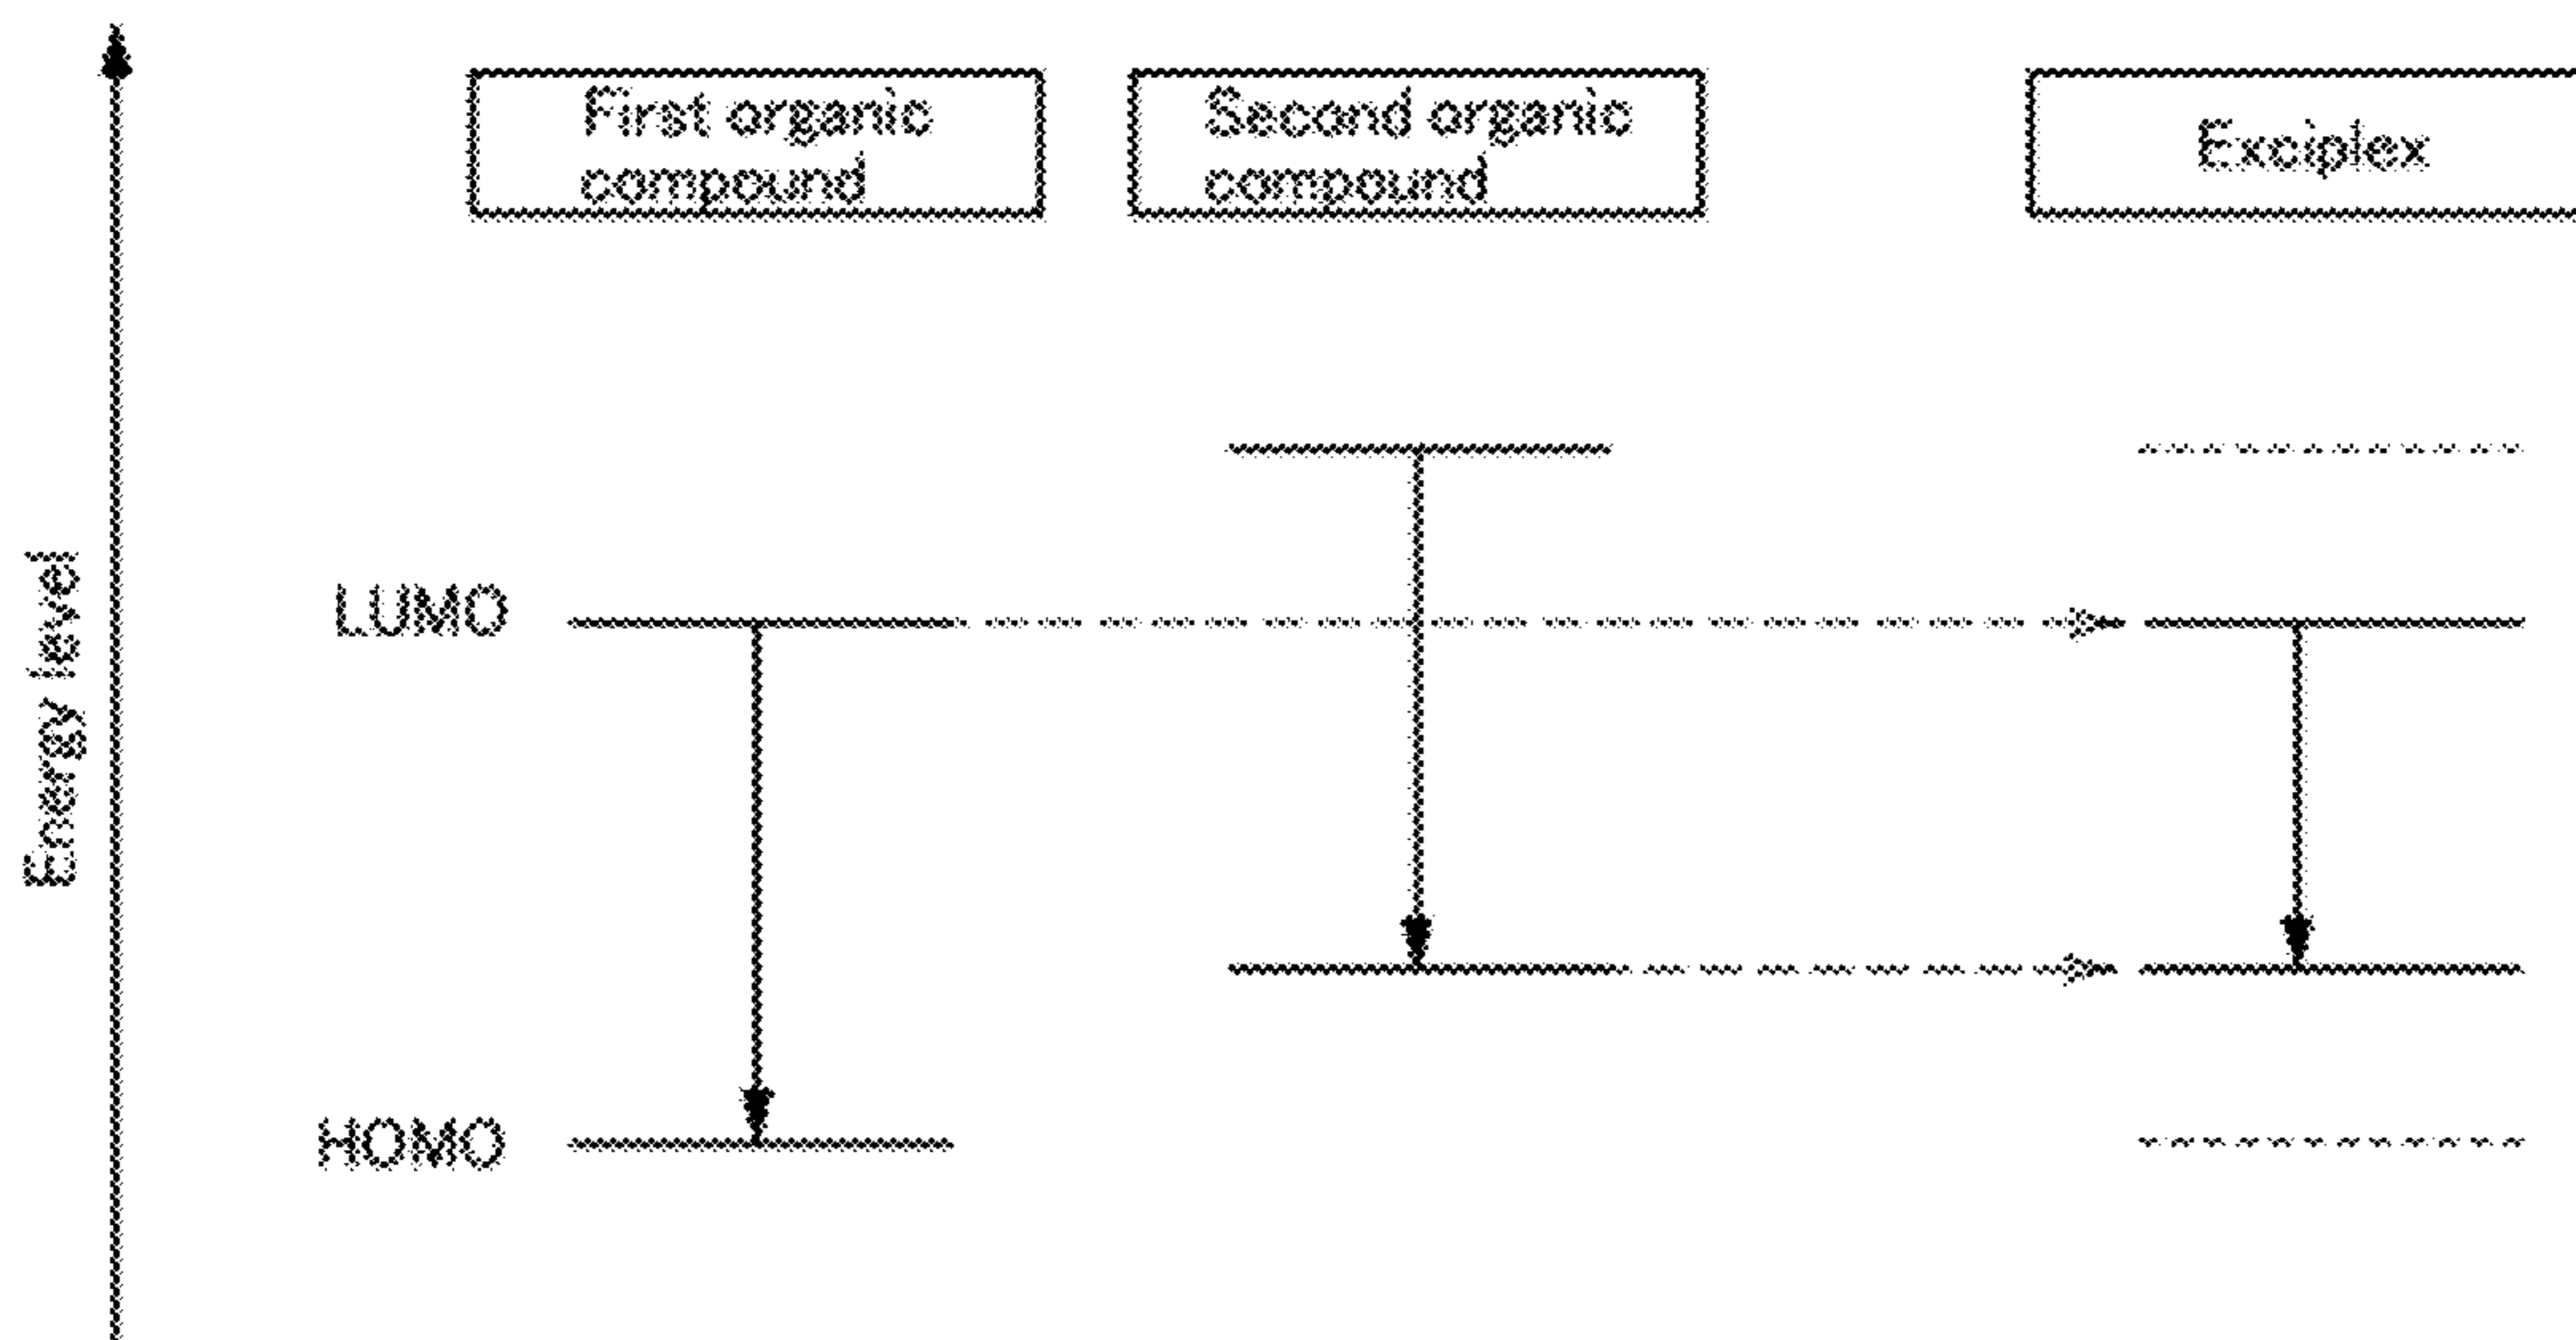 First organic
compound
Second organic
compound
Exciplex
Energy level
LUMO
HOMO